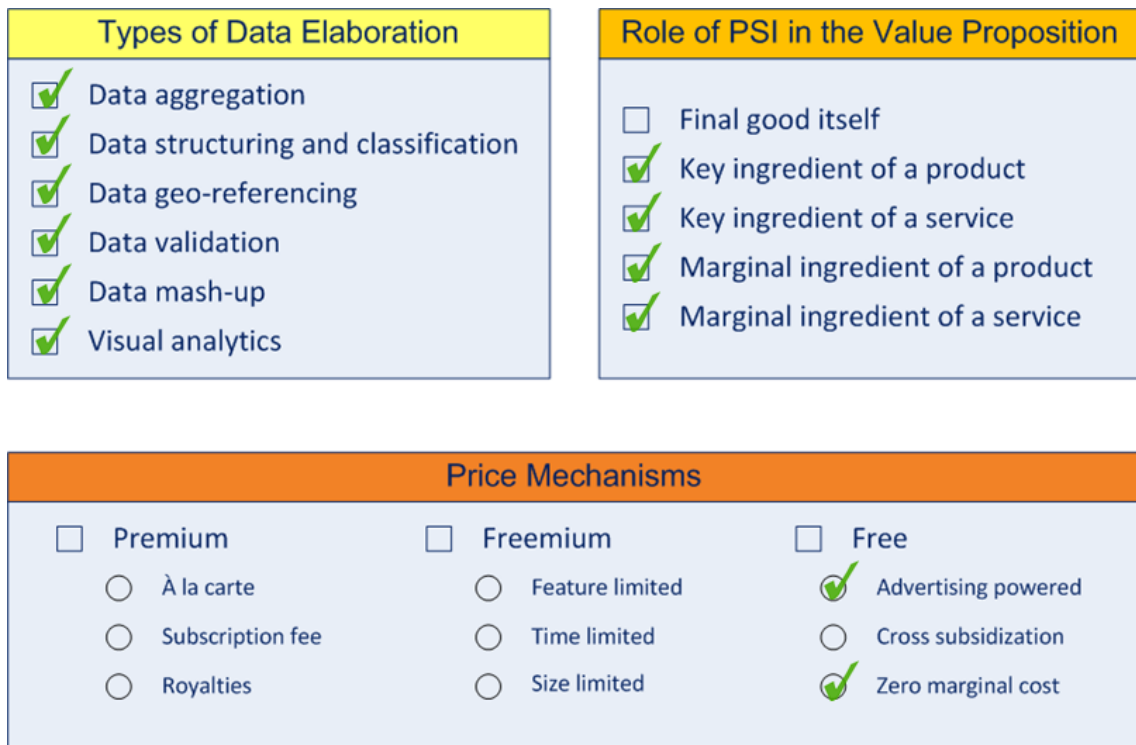 Types of Data Elaboration
Data aggregation
Data structuring and classification
Data geo-referencing
Data validation
Data mash-up
Visual analytics
Role of PSI in the Value Proposition
Final good itself
Key ingredient of a product
Key ingredient of a service
Marginal ingredient of a product
Marginal ingredient of a service
Price Mechanisms
Premium
À la carte
Subscription fee
Royalties
Freemium
Feature limited
Time limited
Size limited
Free
Advertising powered
Cross subsidization
Zero marginal cost